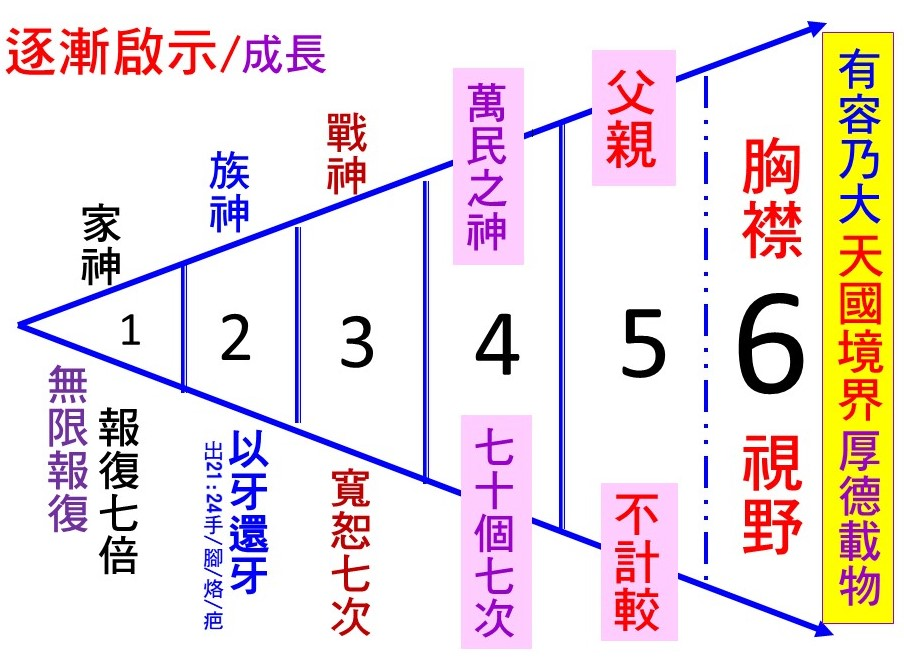 逐漸啟示/成長
家神
族神
戰神
萬民之神
父親
1
2
3
4
5
6
胸襟
視野
無限報復
報復七倍
以牙還牙
出21:24手/腳/烙/疤
寬恕七次
七十個七次
不計較
有容乃大 天國境界 厚德載物